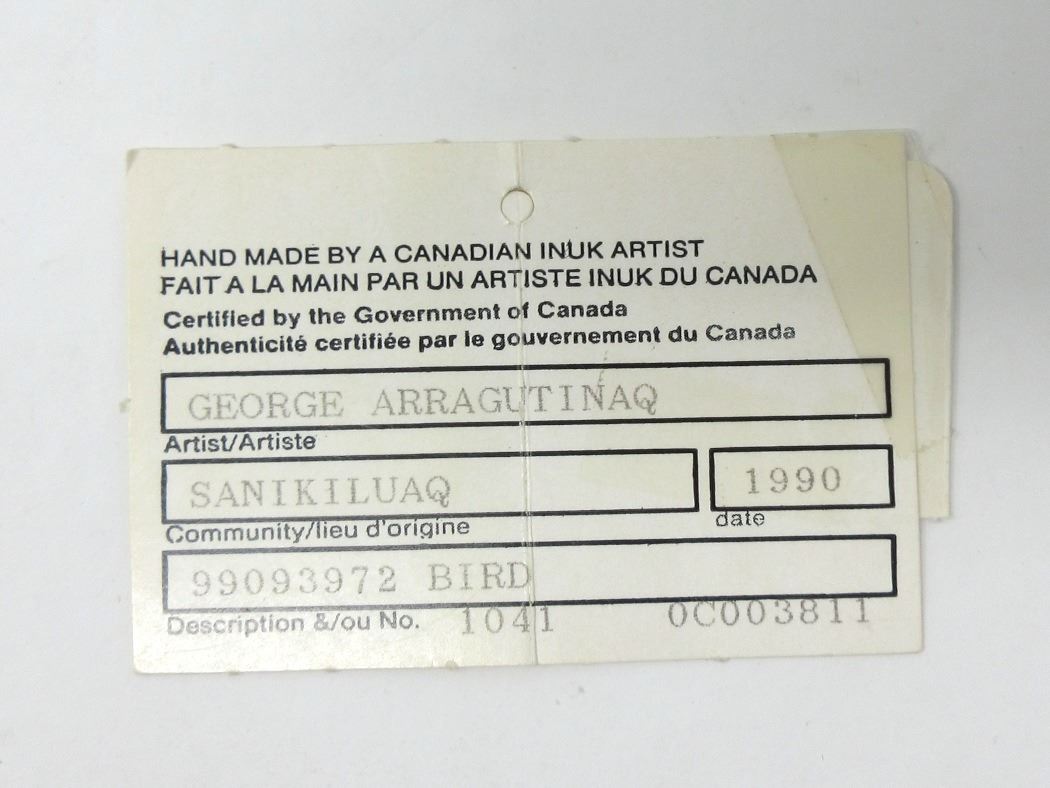 HAND MADE BY A CANADIAN INUK ARTIST
FAIT A LA MAIN PAR UN ARTISTE INUK DU CANADA
Certified by the Government of Canada
Authenticité certifiée par le gouvernement du Canada
GEORGE ARRAGUTINAQ
Artist/Artiste
SANIKILUAQ 1990
Community/lieu d'origine date
99093972 BIRD
Description &/ou No. 1041 0C003811